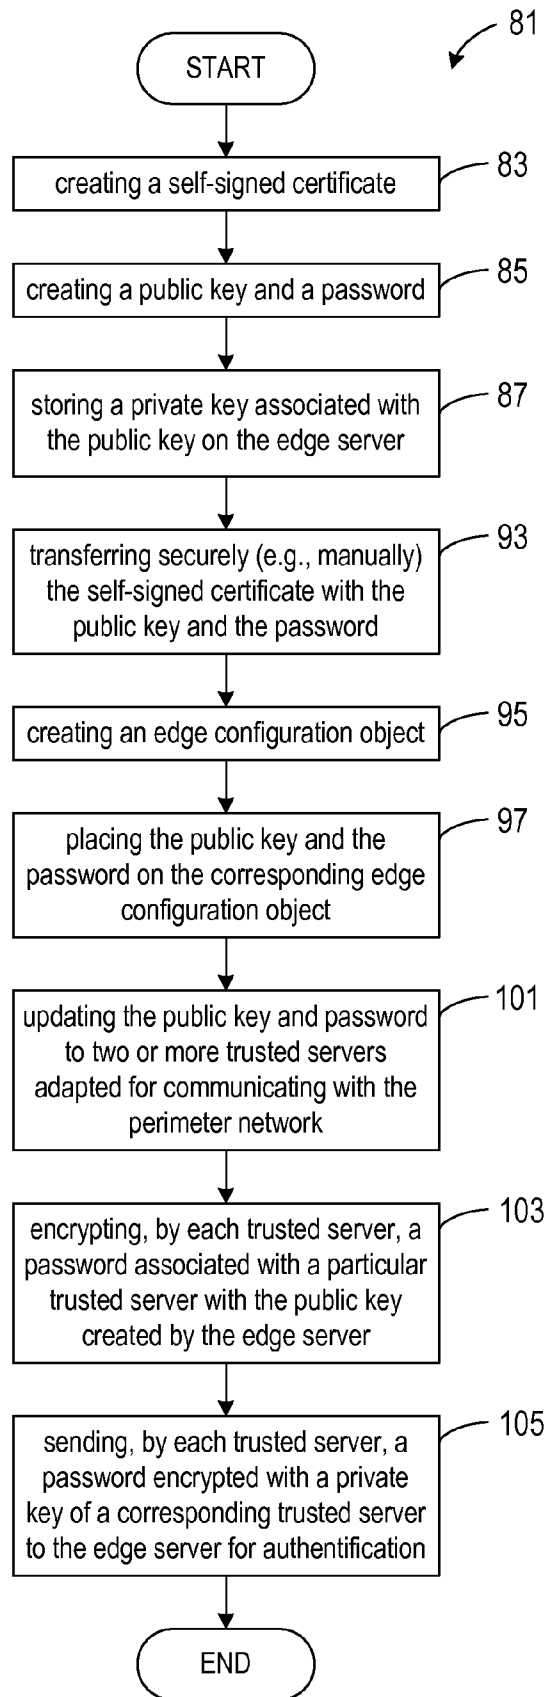 81
START
creating a self-signed certificate
83
creating a public key and a password
85
storing a private key associated with
the public key on the edge server
87
transferring securely (e.g., manually)
the self-signed certificate with the
public key and the password
93
creating an edge configuration object
95
placing the public key and the
password on the corresponding edge
configuration object
97
updating the public key and password
to two or more trusted servers
adapted for communicating with the
perimeter network
101
encrypting, by each trusted server, a
password associated with a particular
trusted server with the public key
created by the edge server
103
sending, by each trusted server, a
password encrypted with a private
key of a corresponding trusted server
to the edge server for authentification
105
END